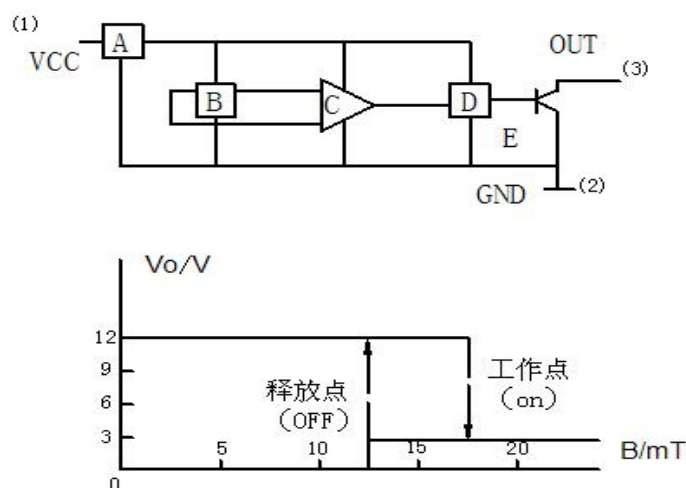 (1)
VCC
A
B
C
D
E
OUT
(3)
GND
(2)
Vo/V
12
9
6
3
0
释放点
(OFF)
工作点
(on)
5
10
15
20
B/mT